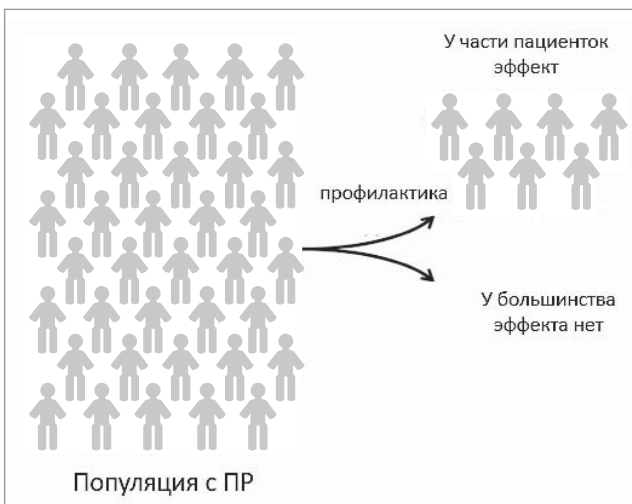 У части пациенток
эффект
профилактика
У большинства
эффекта нет
Популяция с ПР